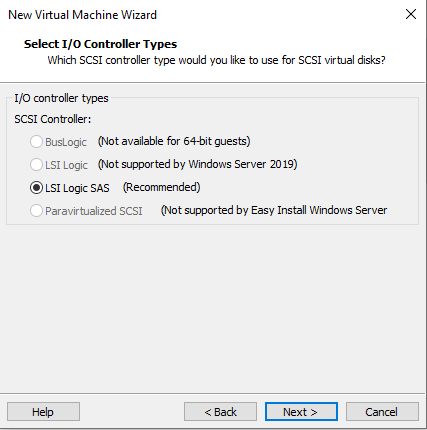 New Virtual Machine Wizard
Select I/O Controller Types
Which SCSI controller type would you like to use for SCSI virtual disks?
I/O controller types
SCSI Controller:
BusLogic (Not available for 64-bit guests)
LSI Logic (Not supported by Windows Server 2019)
LSI Logic SAS (Recommended)
Paravirtualized SCSI (Not supported by Easy Install Windows Server
Help < Back Next > Cancel